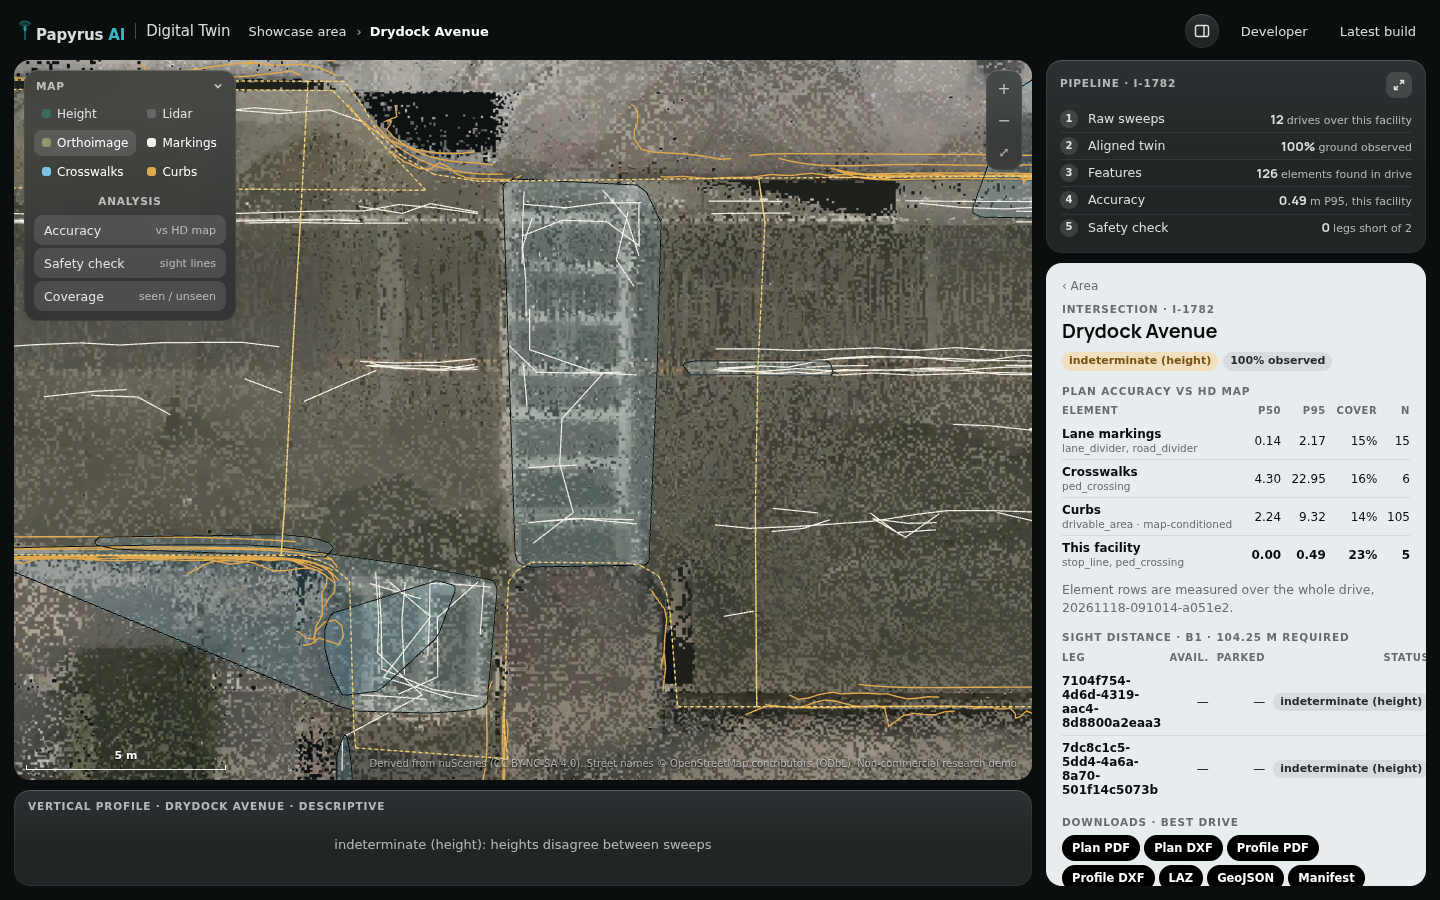 Papyrus AI
Digital Twin
Showcase area › Drydock Avenue
Developer
Latest build
MAP
Height
Lidar
Orthoimage
Markings
Crosswalks
Curbs
ANALYSIS
Accuracy vs HD map
Safety check sight lines
Coverage seen / unseen
+
−
5 m
Derived from nuScenes (CC BY-NC-SA 4.0). Street names © OpenStreetMap contributors (ODbL). Non-commercial research demo.
VERTICAL PROFILE · DRYDOCK AVENUE · DESCRIPTIVE
indeterminate (height): heights disagree between sweeps
PIPELINE · I-1782
1 Raw sweeps 12 drives over this facility
2 Aligned twin 100% ground observed
3 Features 126 elements found in drive
4 Accuracy 0.49 m P95, this facility
5 Safety check 0 legs short of 2
‹ Area
INTERSECTION · I-1782
Drydock Avenue
indeterminate (height) 100% observed
PLAN ACCURACY VS HD MAP
ELEMENT P50 P95 COVER N
Lane markings 0.14 2.17 15% 15
lane_divider, road_divider
Crosswalks 4.30 22.95 16% 6
ped_crossing
Curbs 2.24 9.32 14% 105
drivable_area · map-conditioned
This facility 0.00 0.49 23% 5
stop_line, ped_crossing
Element rows are measured over the whole drive,
20261118-091014-a051e2.
SIGHT DISTANCE · B1 · 104.25 M REQUIRED
LEG AVAIL. PARKED STATUS
7104f754-
4d6d-4319-
aac4-
8d8800a2eaa3
— — indeterminate (height)
7dc8c1c5-
5dd4-4a6a-
8a70-
501f14c5073b
— — indeterminate (height)
DOWNLOADS · BEST DRIVE
Plan PDF Plan DXF Profile PDF
Profile DXF LAZ GeoJSON Manifest